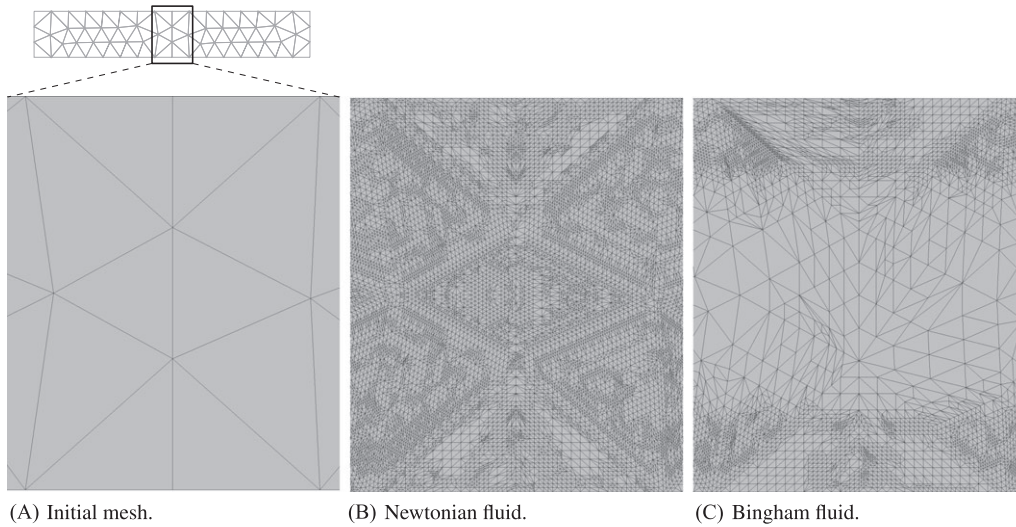 (A) Initial mesh.
(B) Newtonian fluid.
(C) Bingham fluid.